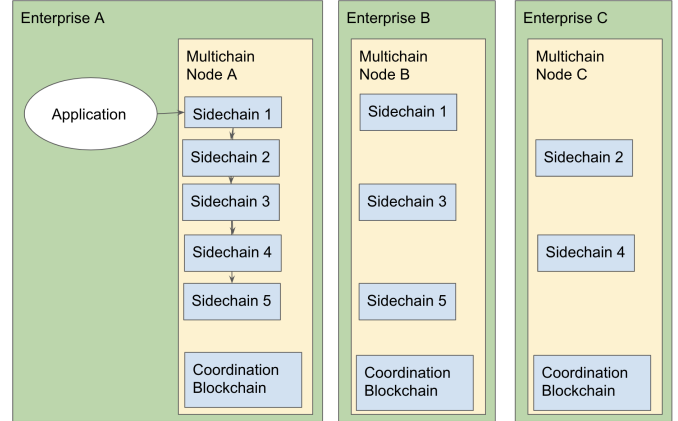 Enterprise A
Multichain
Node A
Application
Sidechain 1
Sidechain 2
Sidechain 3
Sidechain 4
Sidechain 5
Coordination
Blockchain
Enterprise B
Multichain
Node B
Sidechain 1
Sidechain 3
Sidechain 5
Coordination
Blockchain
Enterprise C
Multichain
Node C
Sidechain 2
Sidechain 4
Coordination
Blockchain